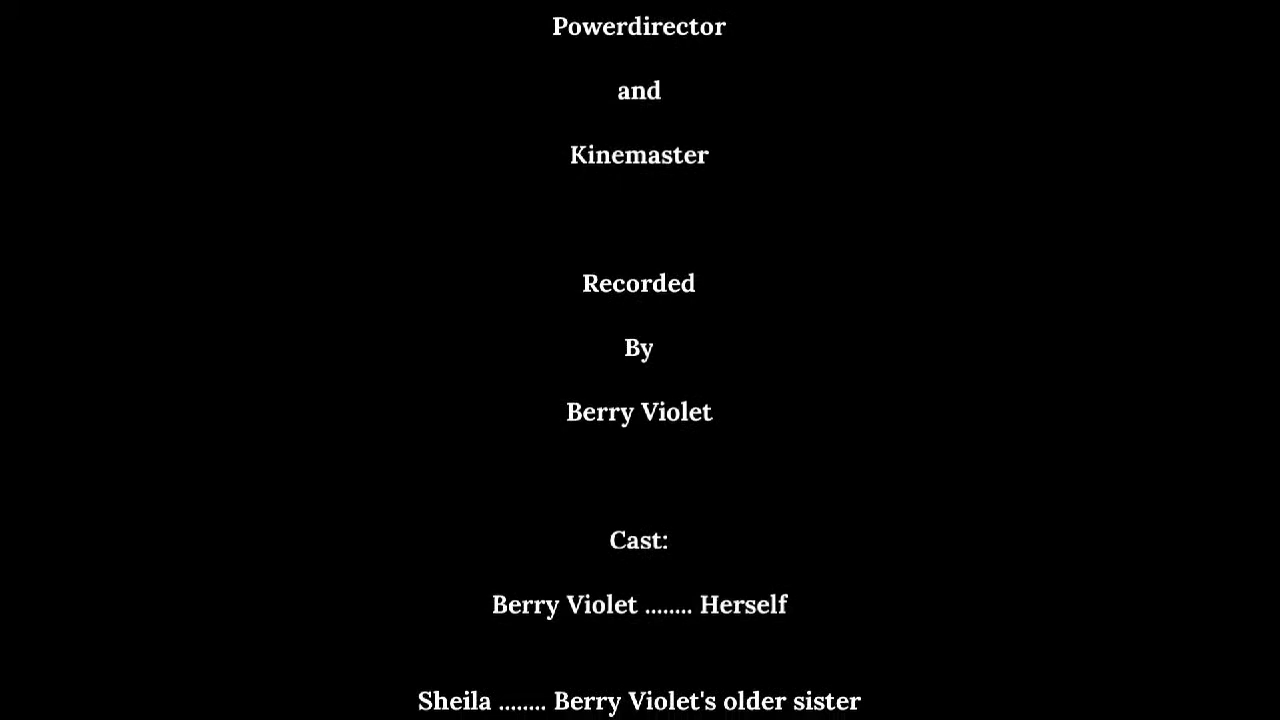 Powerdirector
and
Kinemaster
Recorded
By
Berry Violet
Cast:
Berry Violet ........ Herself
Sheila ........ Berry Violet's older sister